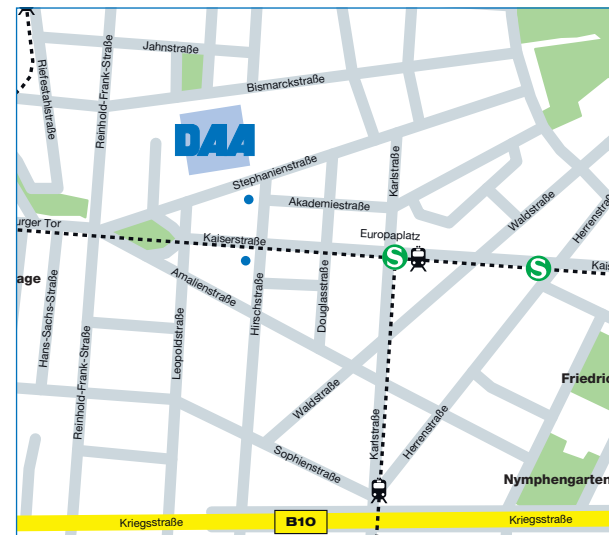 Jahnstraße
Riefestahlstraße
Reinhold-Frank-Straße
Bismarckstraße
DAA
Stephanienstraße
Karlstraße
Akademiestraße
Waldstraße
Herrenstraße
urger Tor
Kaiserstraße
Europaplatz
S
S
Kais
age
Hans-Sachs-Straße
Reinhold-Frank-Straße
Leopoldstraße
Amalienstraße
Hirschstraße
Douglasstraße
Friedric
Waldstraße
Karlstraße
Herrenstraße
Sophienstraße
Nymphengarten
Kriegsstraße
B10
Kriegsstraße